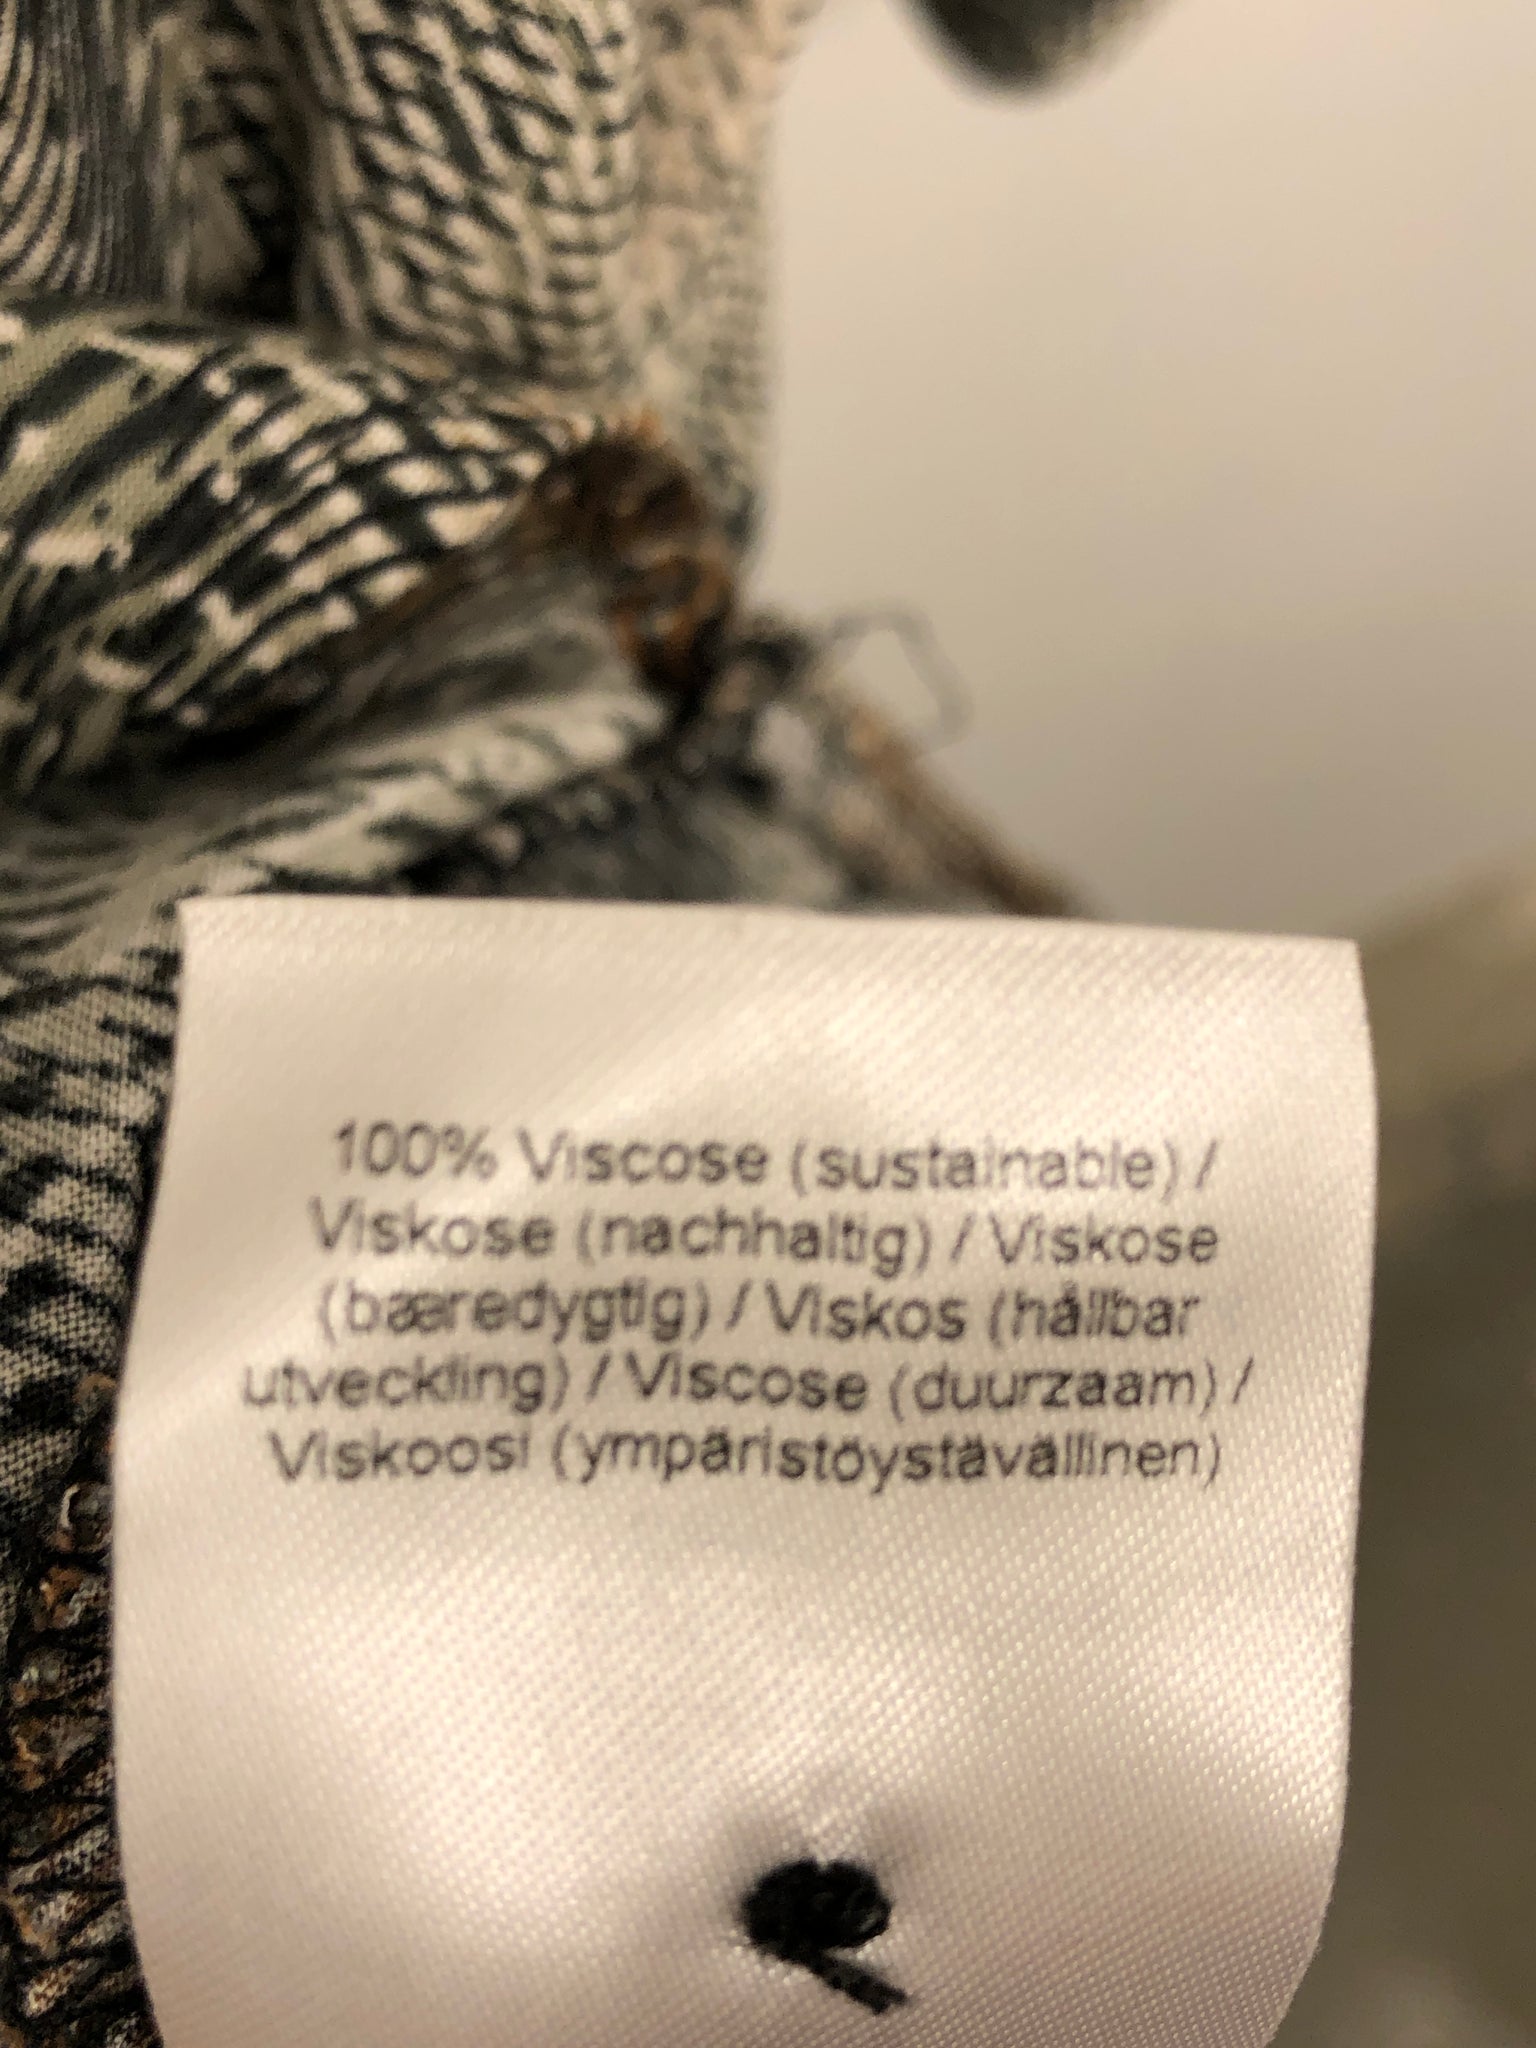 100% Viscose (sustainable) /
Viskose (nachhaltig) / Viskose
(bæredygtig) / Viskos (hållbar
utveckling) / Viscose (duurzaam) /
Viskoosi (ympäristöystävällinen)